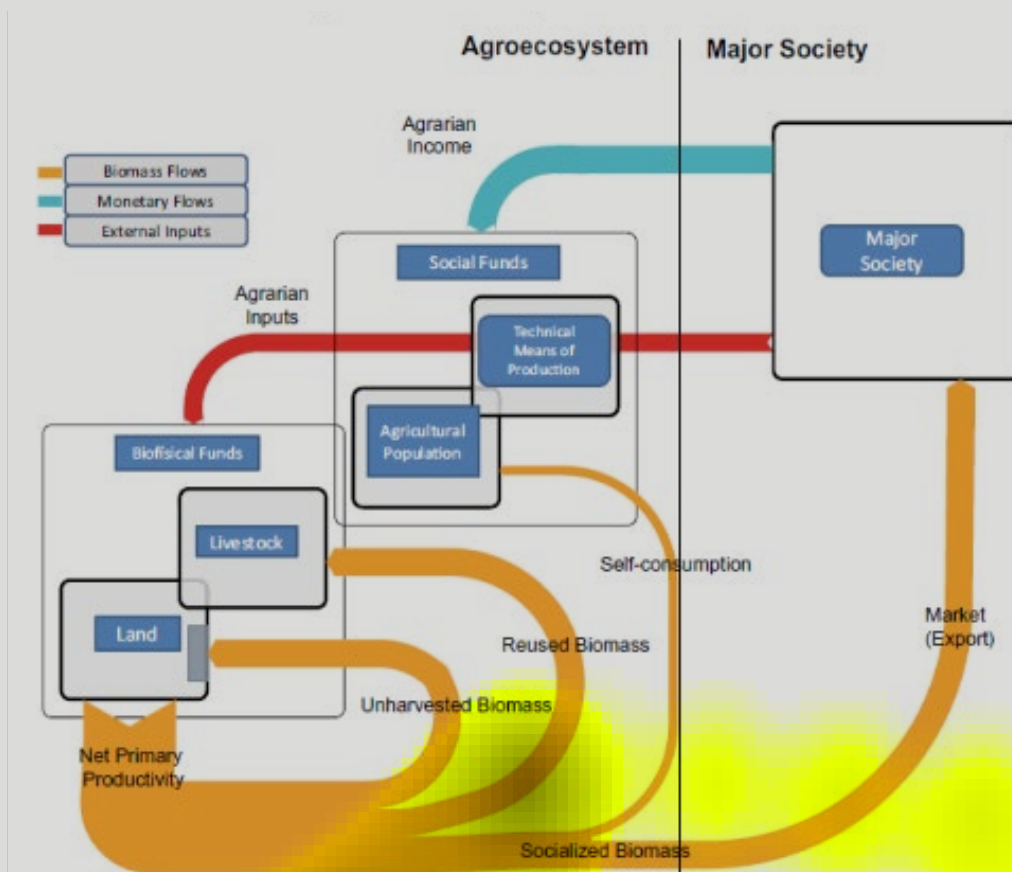 Agroecosystem
Major Society
Agrarian
Income
Biomass Flows
Monetary Flows
External Inputs
Major
Society
Social Funds
Agrarian
Inputs
Technical
Means of
Production
Agricultural
Population
Biofisical Funds
Livestock
Self-consumption
Land
Market
(Export)
Reused Biomass
Unharvested Biomass
Net Primary
Productivity
Socialized Biomass